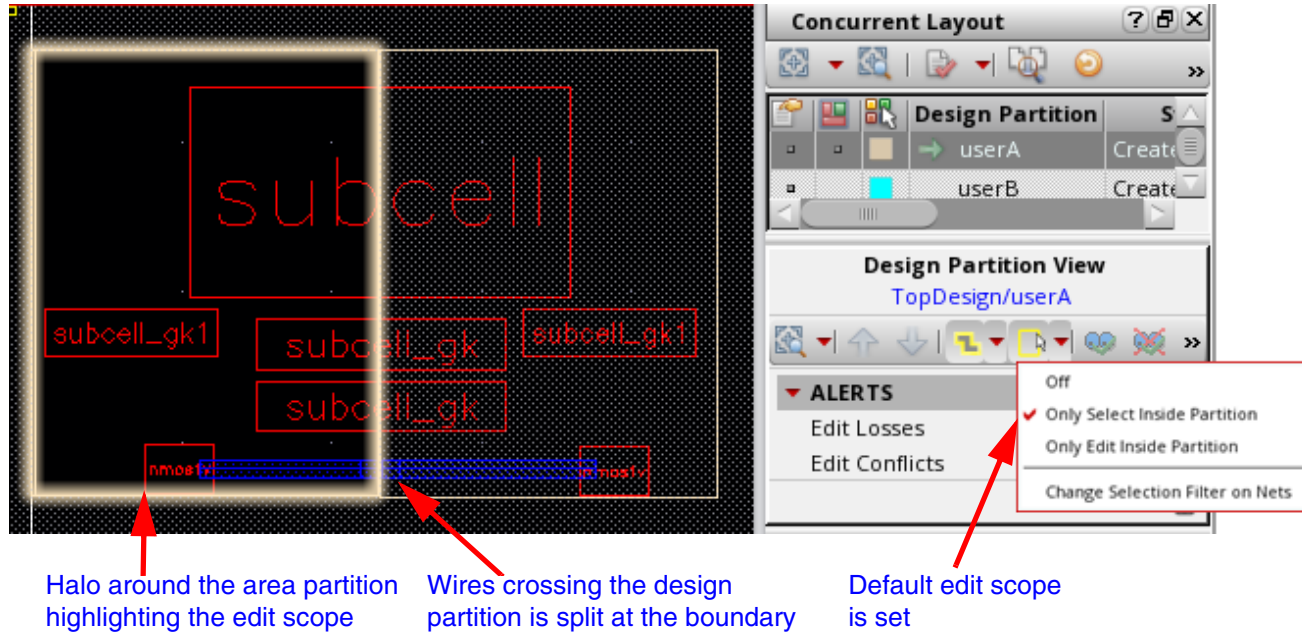 Concurrent Layout
Design Partition
S
userA
Create
userB
Create
Design Partition View
TopDesign/userA
ALERTS
Edit Losses
Edit Conflicts
Off
Only Select Inside Partition
Only Edit Inside Partition
Change Selection Filter on Nets
subcell
subcell_gk1
subcell_gk
subcell_gk1
subcell_gk
nmos1v
nmos1v
Halo around the area partition
highlighting the edit scope
Wires crossing the design
partition is split at the boundary
Default edit scope
is set